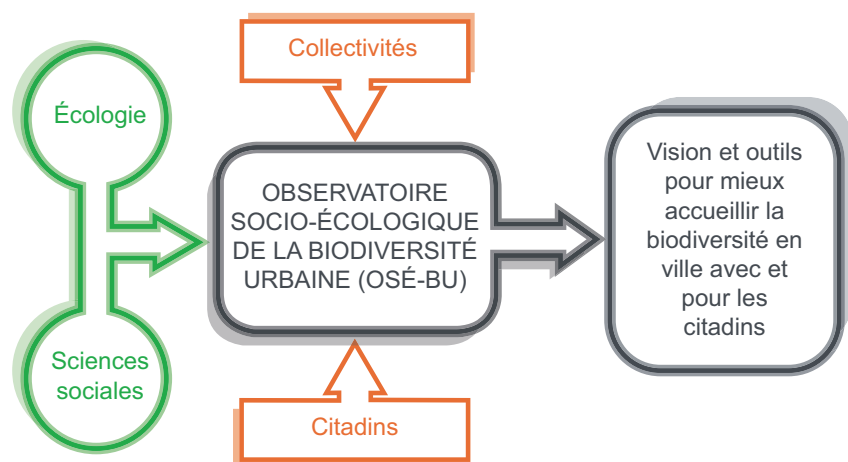 Collectivités
Écologie
OBSERVATOIRE
SOCIO-ÉCOLOGIQUE
DE LA BIODIVERSITÉ
URBAINE (OSÉ-BU)
Vision et outils
pour mieux
accueillir la
biodiversité en
ville avec et
pour les
citadins
Sciences
sociales
Citadins